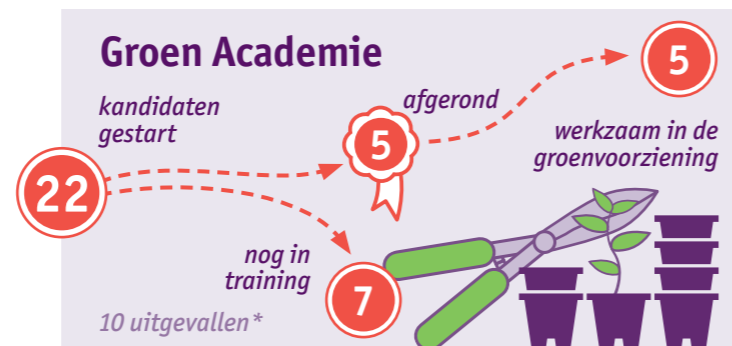 Groen Academie
kandidaten
gestart
22
5
afgerond
5
werkzaam in de
groenvoorziening
nog in
training
7
10 uitgevallen*